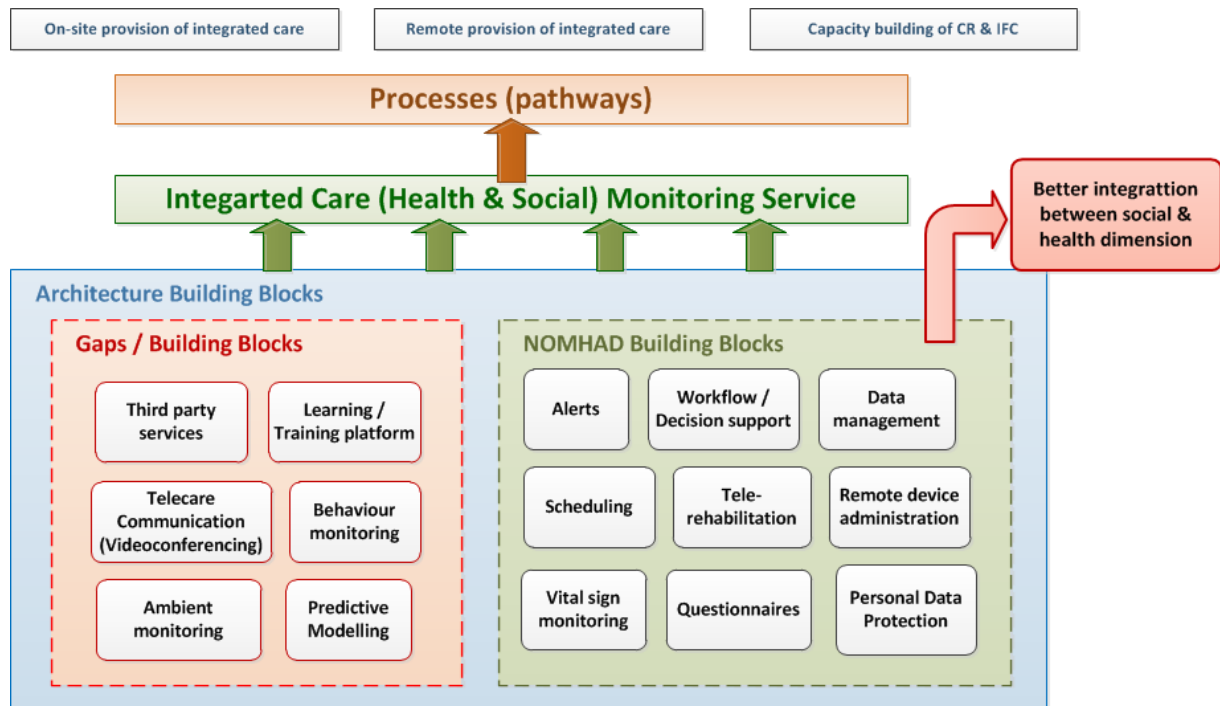 On-site provision of integrated care
Remote provision of integrated care
Capacity building of CR & IFC
Processes (pathways)
Integarted Care (Health & Social) Monitoring Service
Better integrattion
between social &
health dimension
Architecture Building Blocks
Gaps / Building Blocks
Third party
services
Learning /
Training platform
Telecare
Communication
(Videoconferencing)
Behaviour
monitoring
Ambient
monitoring
Predictive
Modelling
NOMHAD Building Blocks
Alerts
Workflow /
Decision support
Data
management
Scheduling
Tele-
rehabilitation
Remote device
administration
Vital sign
monitoring
Questionnaires
Personal Data
Protection